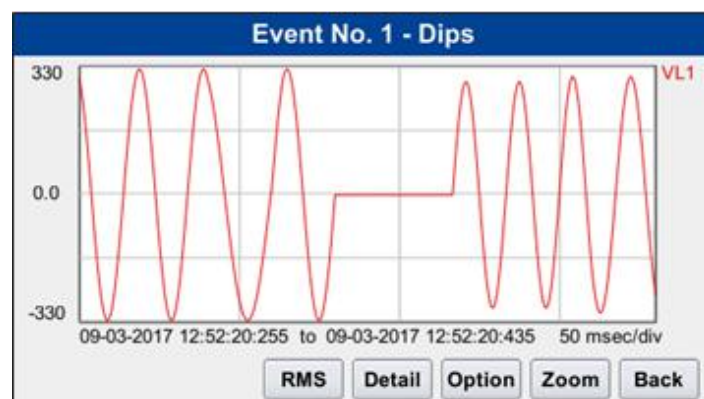 Event No. 1 - Dips
330
VL1
0.0
-330
09-03-2017 12:52:20:255 to 09-03-2017 12:52:20:435 50 msec/div
RMS Detail Option Zoom Back